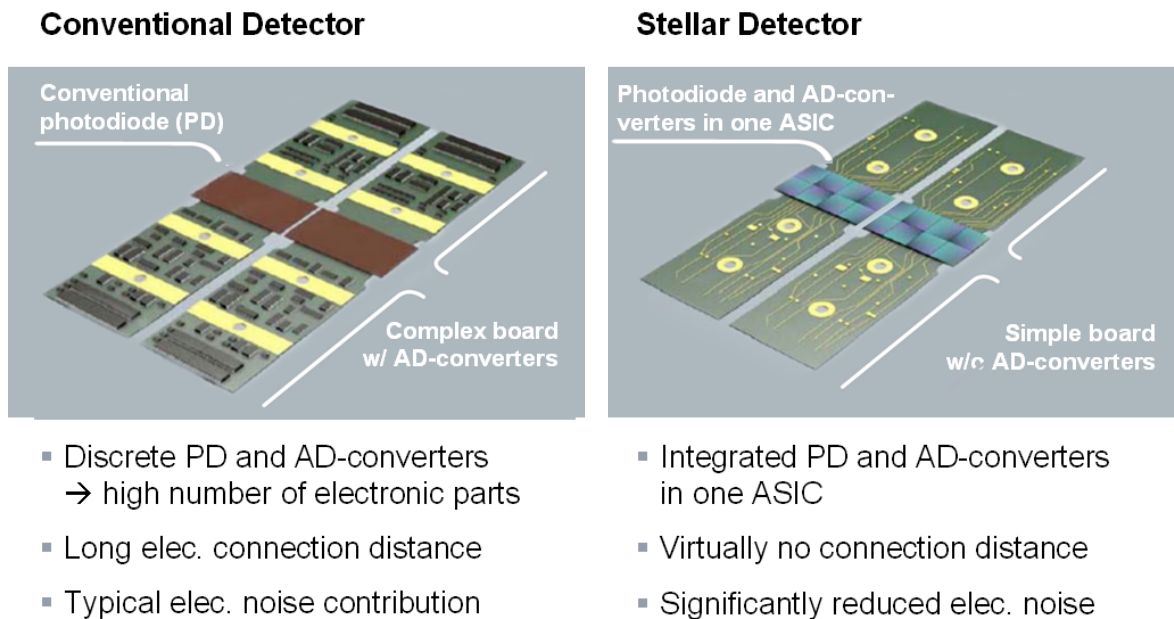 Conventional Detector
Conventional
photodiode (PD)
Complex board
w/ AD-converters
▪ Discrete PD and AD-converters
→ high number of electronic parts
▪ Long elec. connection distance
▪ Typical elec. noise contribution
Stellar Detector
Photodiode and AD-con-
verters in one ASIC
Simple board
w/o AD-converters
▪ Integrated PD and AD-converters
in one ASIC
▪ Virtually no connection distance
▪ Significantly reduced elec. noise